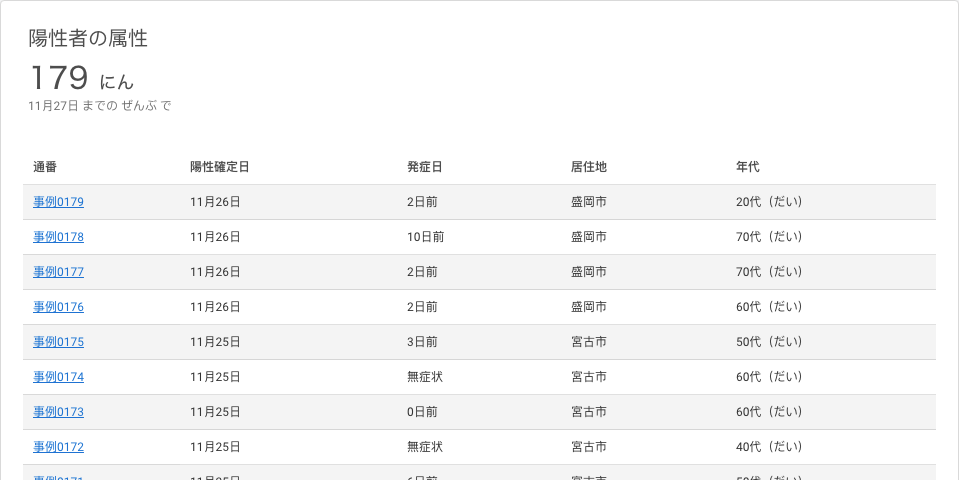 陽性者の属性
179 にん
11月27日 までの ぜんぶ で
通番 陽性確定日 発症日 居住地 年代
事例0179 11月26日 2日前 盛岡市 20代（だい）
事例0178 11月26日 10日前 盛岡市 70代（だい）
事例0177 11月26日 2日前 盛岡市 70代（だい）
事例0176 11月26日 2日前 盛岡市 60代（だい）
事例0175 11月25日 3日前 宮古市 50代（だい）
事例0174 11月25日 無症状 宮古市 60代（だい）
事例0173 11月25日 0日前 宮古市 60代（だい）
事例0172 11月25日 無症状 宮古市 40代（だい）